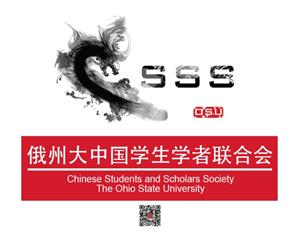 SSS
OSU
俄州大中国学生学者联合会
Chinese Students and Scholars Society
The Ohio State University